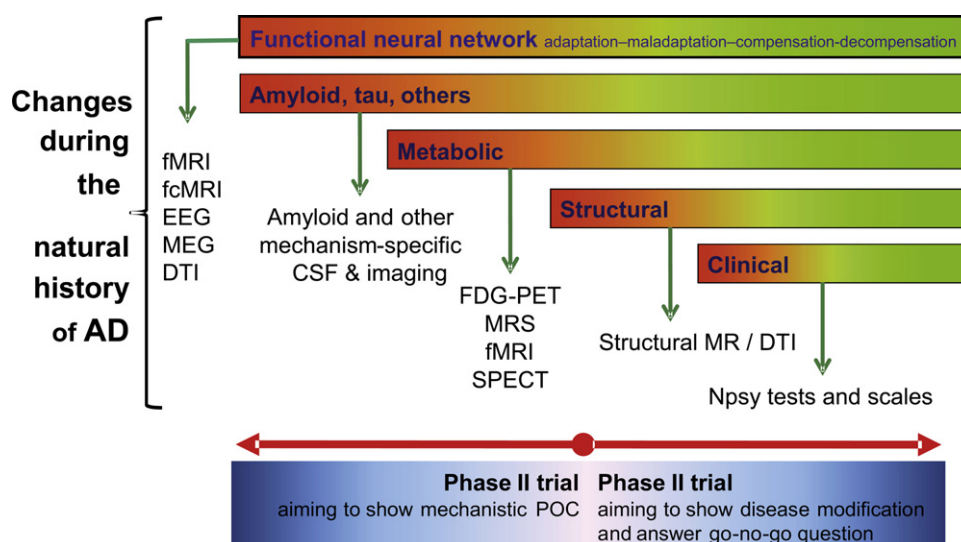 Changes
during
the
natural
history
of AD
Functional neural network adaptation–maladaptation–compensation-decompensation
fMRI
fcMRI
EEG
MEG
DTI
Amyloid, tau, others
Amyloid and other
mechanism-specific
CSF & imaging
Metabolic
FDG-PET
MRS
fMRI
SPECT
Structural
Structural MR / DTI
Clinical
Npsy tests and scales
Phase II trial
aiming to show mechanistic POC
Phase II trial
aiming to show disease modification
and answer go-no-go question